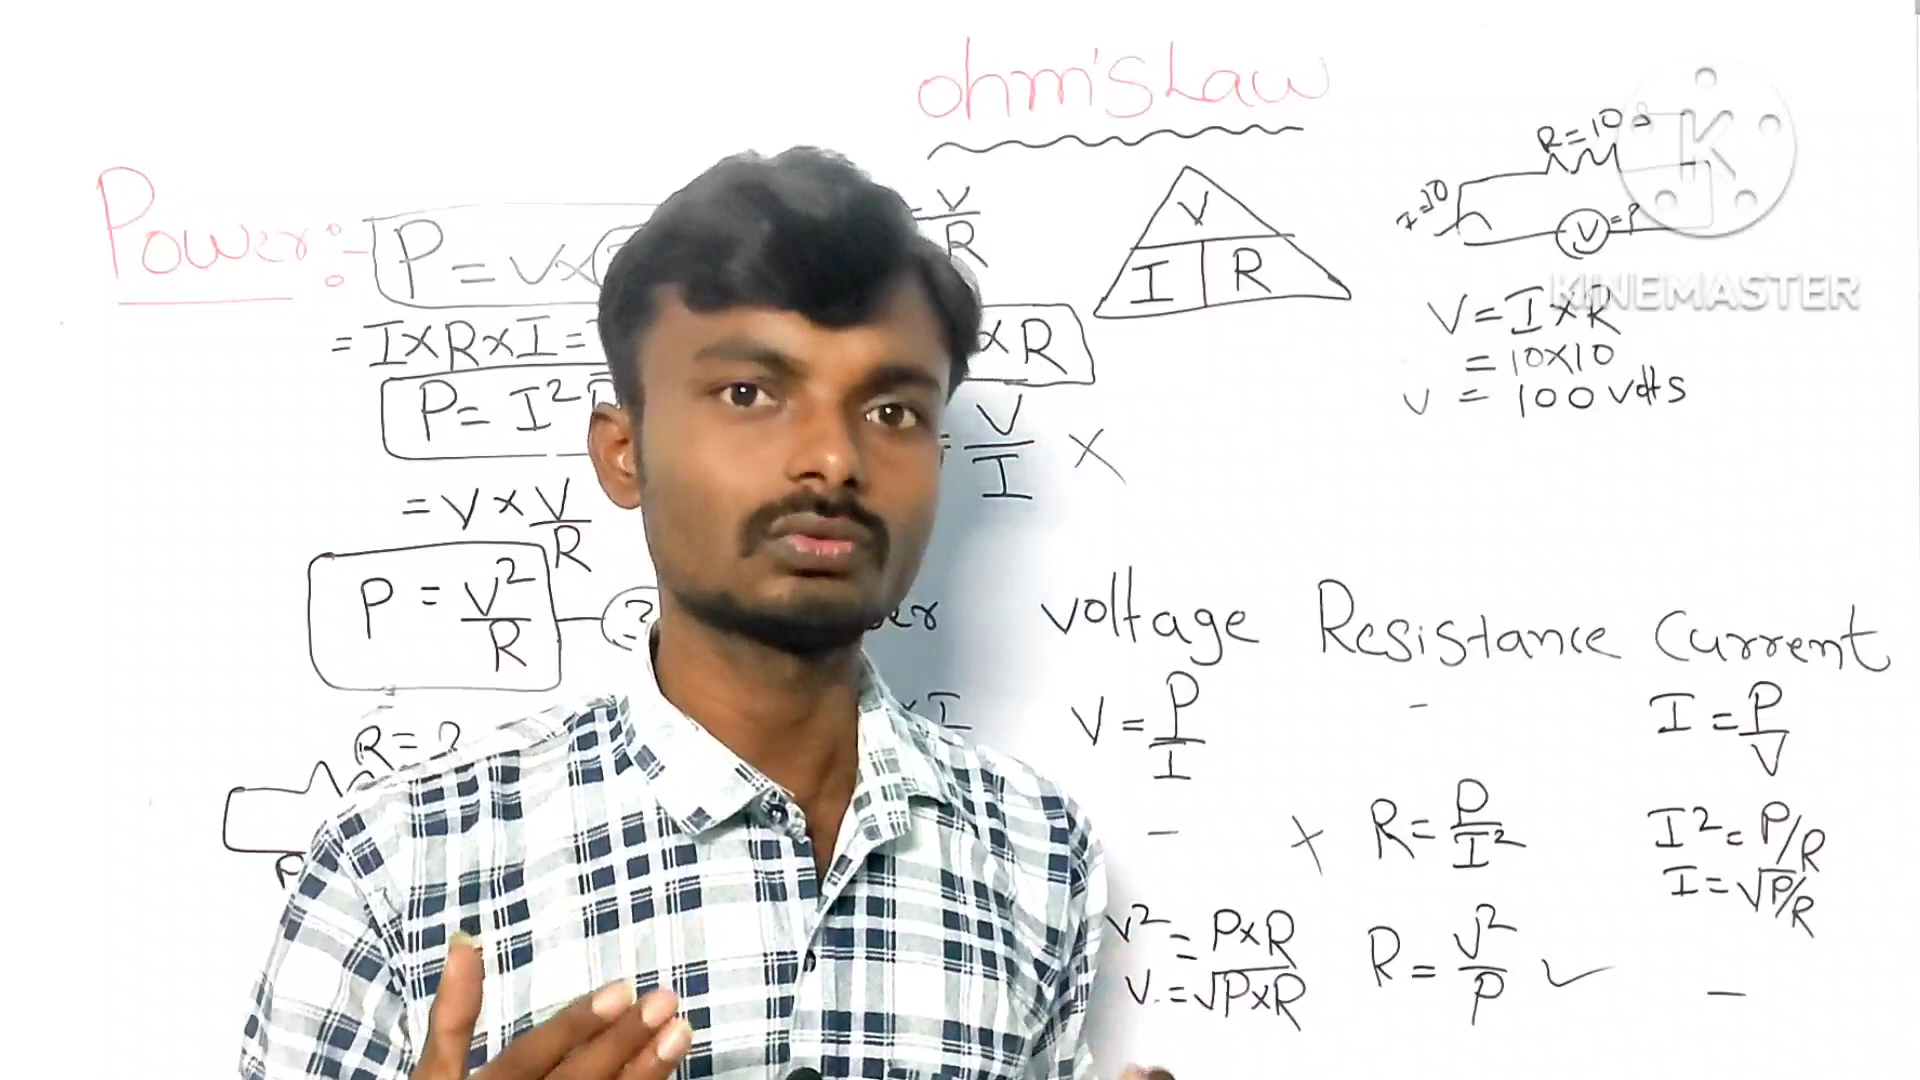 ohm's Law
Power :-
P = V×
V
R
V
I R
R=10
I=10
V
=?
KINEMASTER
V = I×R
= 10×10
V = 100 Volts
= I×R×I =
×R
P = I²
V
I
×
= V × V/R
P = V²/R
?
er voltage Resistance Current
×I V = P/I - I = P/V
- × R = P/I² I² = P/R
I = √P/R
V² = P×R
V = √P×R R = V²/P ✓ -
R = ?